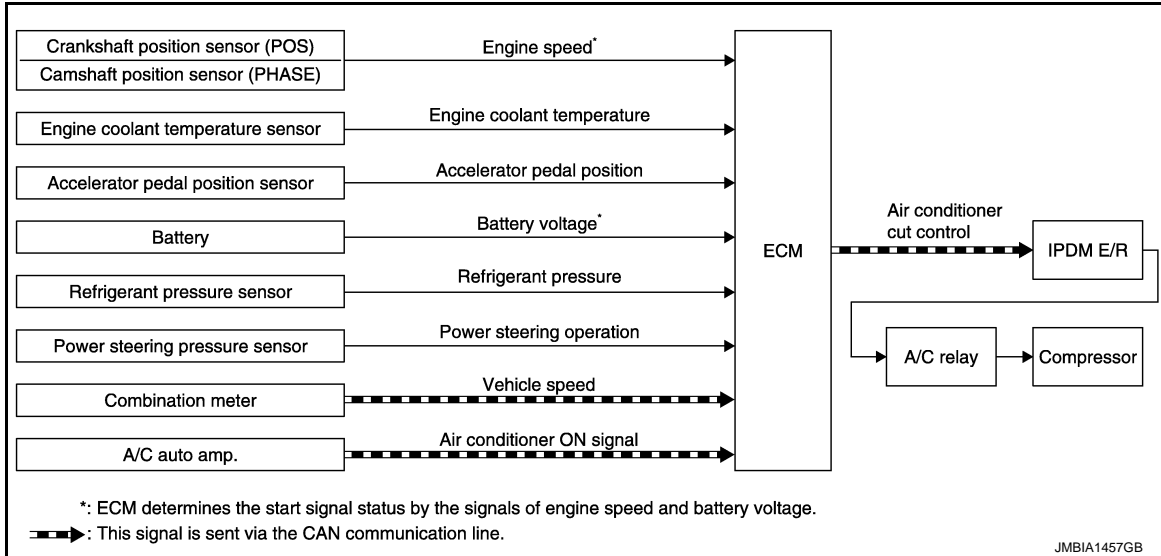 Crankshaft position sensor (POS)
Camshaft position sensor (PHASE)
Engine speed*
Engine coolant temperature sensor
Engine coolant temperature
Accelerator pedal position sensor
Accelerator pedal position
Battery
Battery voltage*
Refrigerant pressure sensor
Refrigerant pressure
Power steering pressure sensor
Power steering operation
Combination meter
Vehicle speed
A/C auto amp.
Air conditioner ON signal
ECM
Air conditioner
cut control
IPDM E/R
A/C relay
Compressor
*: ECM determines the start signal status by the signals of engine speed and battery voltage.
: This signal is sent via the CAN communication line.
JMBIA1457GB